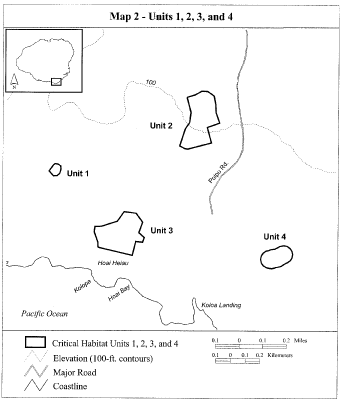 Map 2 - Units 1, 2, 3, and 4
N
100
Unit 2
Poipu Rd.
Unit 1
Unit 3
Unit 4
Hoai Heiau
Hoai Bay
Koloa Landing
Pacific Ocean
Critical Habitat Units 1, 2, 3, and 4
Elevation (100-ft. contours)
Major Road
Coastline
0.1 0 0.1 0.2 Miles
0.1 0 0.1 0.2 Kilometers